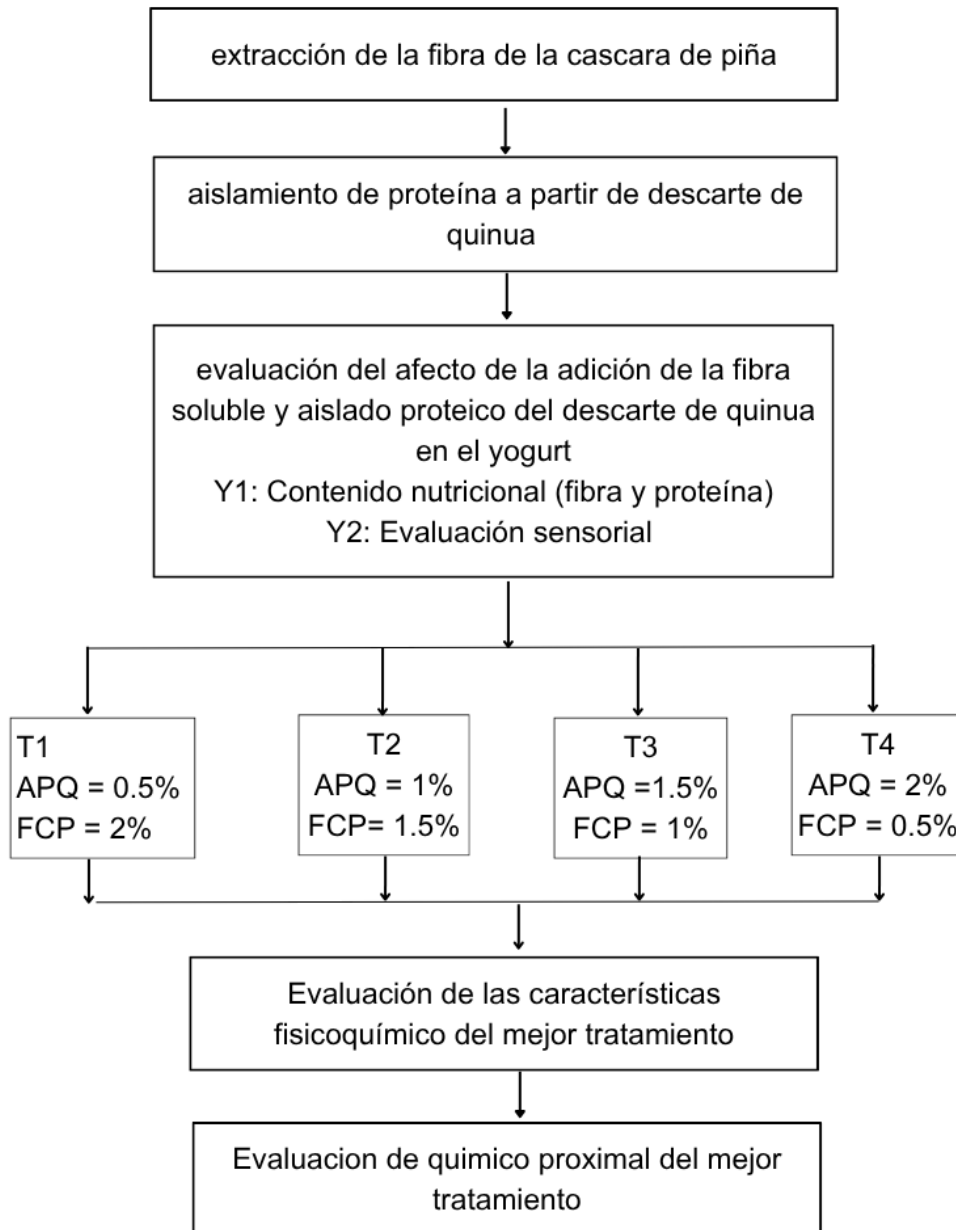 extracción de la fibra de la cascara de piña
aislamiento de proteína a partir de descarte de
quinua
evaluación del afecto de la adición de la fibra
soluble y aislado proteico del descarte de quinua
en el yogurt
Y1: Contenido nutricional (fibra y proteína)
Y2: Evaluación sensorial
T1
APQ = 0.5%
FCP = 2%
T2
APQ = 1%
FCP= 1.5%
T3
APQ =1.5%
FCP = 1%
T4
APQ = 2%
FCP = 0.5%
Evaluación de las características
fisicoquímico del mejor tratamiento
Evaluacion de quimico proximal del mejor
tratamiento